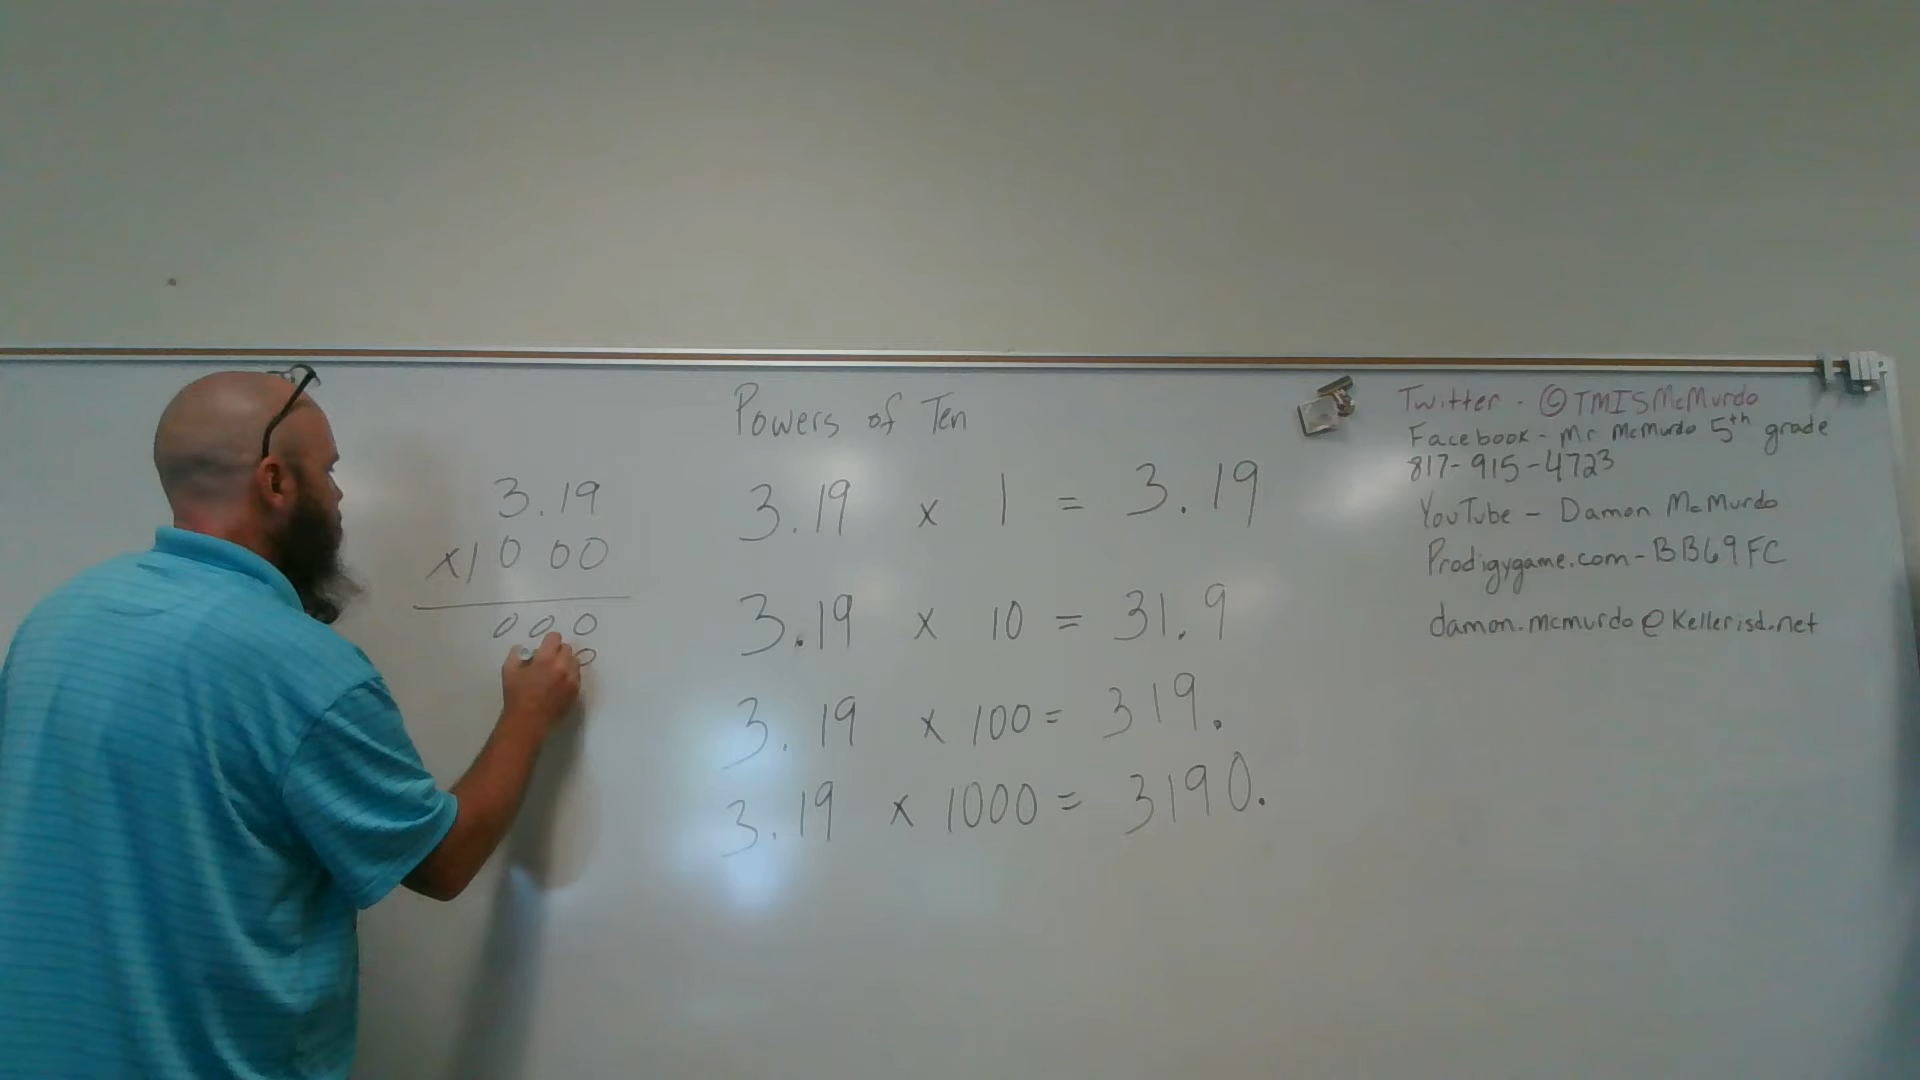 Powers of Ten
3.19
x1000
000
0
3.19 x 1 = 3.19
3.19 x 10 = 31.9
3.19 x 100 = 319.
3.19 x 1000 = 3190.
Twitter - @TMISMcMurdo
Facebook - Mr McMurdo 5th grade
817-915-4723
YouTube - Damon McMurdo
Prodigygame.com - BB69FC
damon.mcmurdo@kellerisd.net